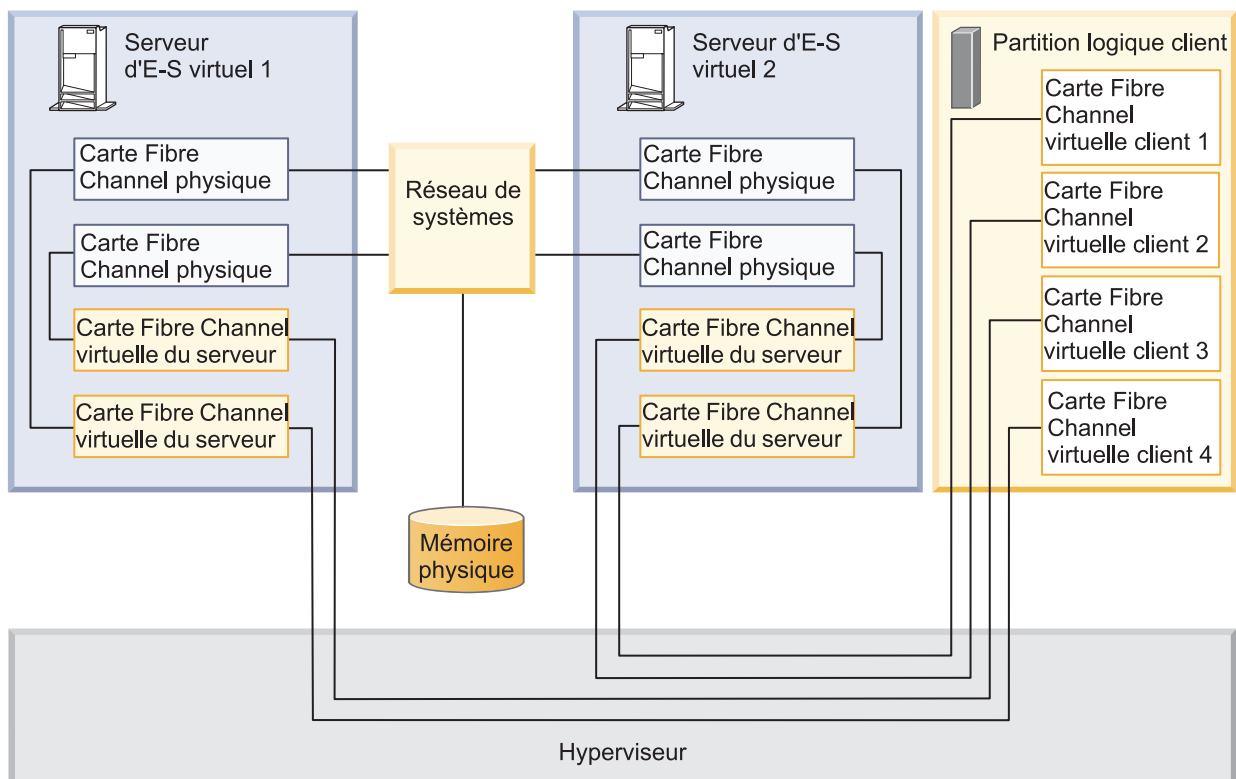 Serveur
d'E-S virtuel 1
Carte Fibre
Channel physique
Carte Fibre
Channel physique
Carte Fibre Channel
virtuelle du serveur
Carte Fibre Channel
virtuelle du serveur
Réseau de
systèmes
Mémoire
physique
Serveur d'E-S
virtuel 2
Carte Fibre
Channel physique
Carte Fibre
Channel physique
Carte Fibre Channel
virtuelle du serveur
Carte Fibre Channel
virtuelle du serveur
Partition logique client
Carte Fibre
Channel
virtuelle client 1
Carte Fibre
Channel
virtuelle client 2
Carte Fibre
Channel
virtuelle client 3
Carte Fibre
Channel
virtuelle client 4
Hyperviseur